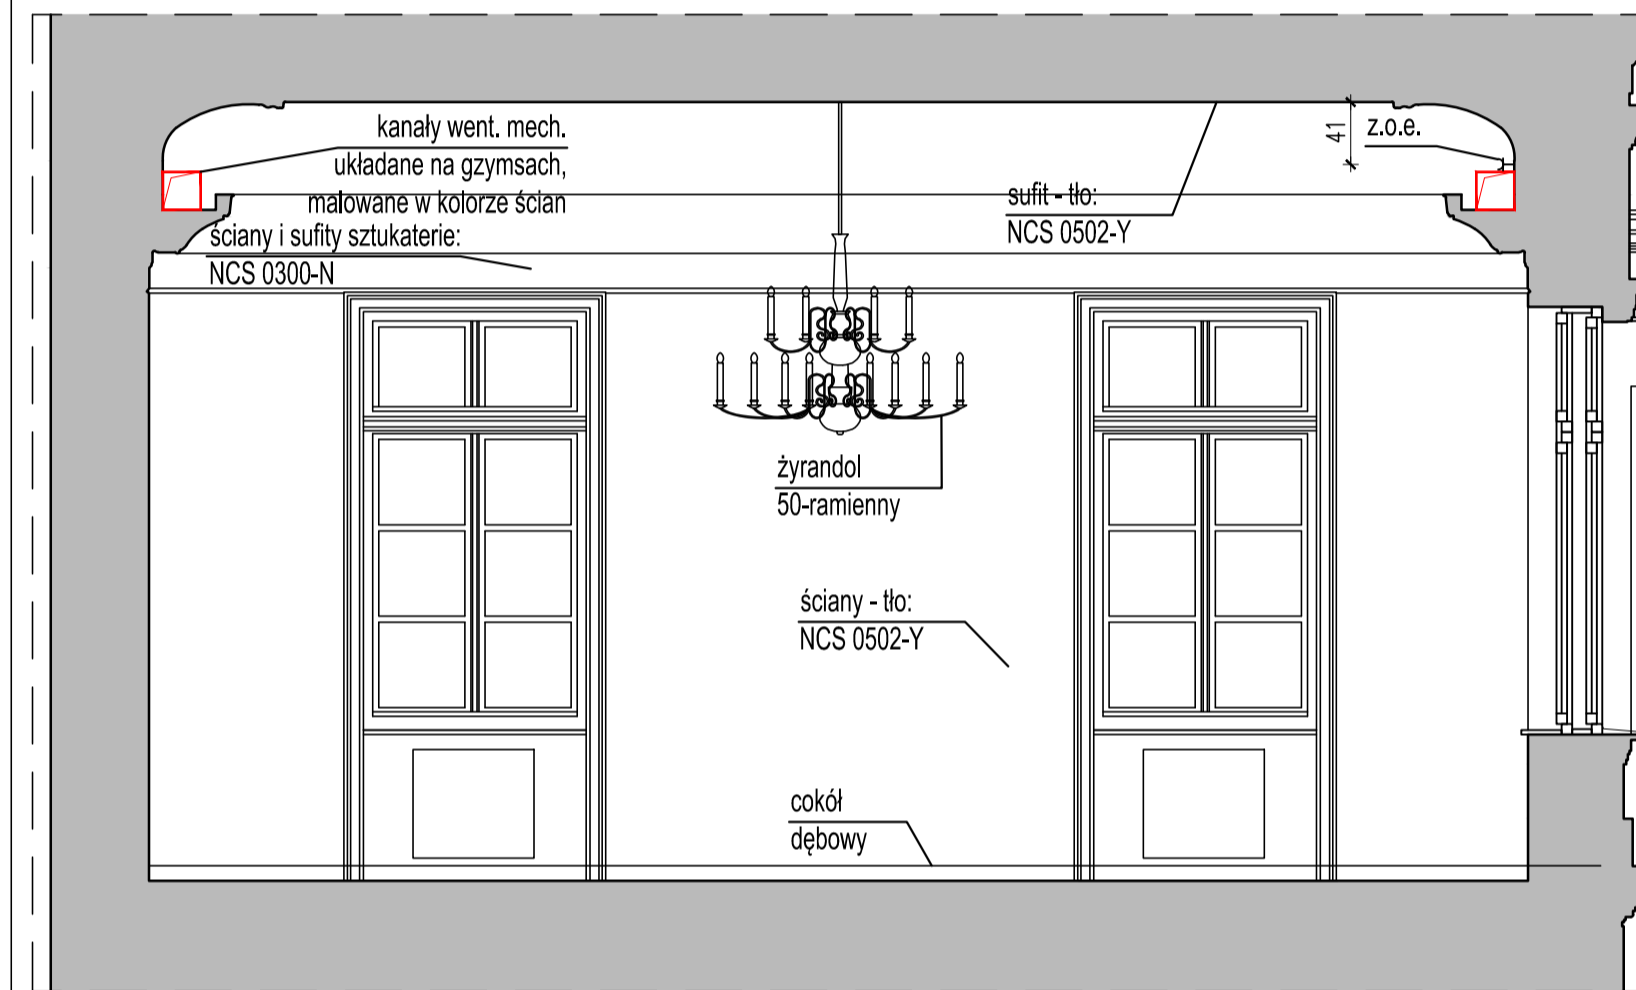 kanały went. mech.
układane na gzymsach,
malowane w kolorze ścian
ściany i sufity sztukaterie:
NCS 0300-N
41
z.o.e.
sufit - tło:
NCS 0502-Y
żyrandol
50-ramienny
ściany - tło:
NCS 0502-Y
cokół
dębowy